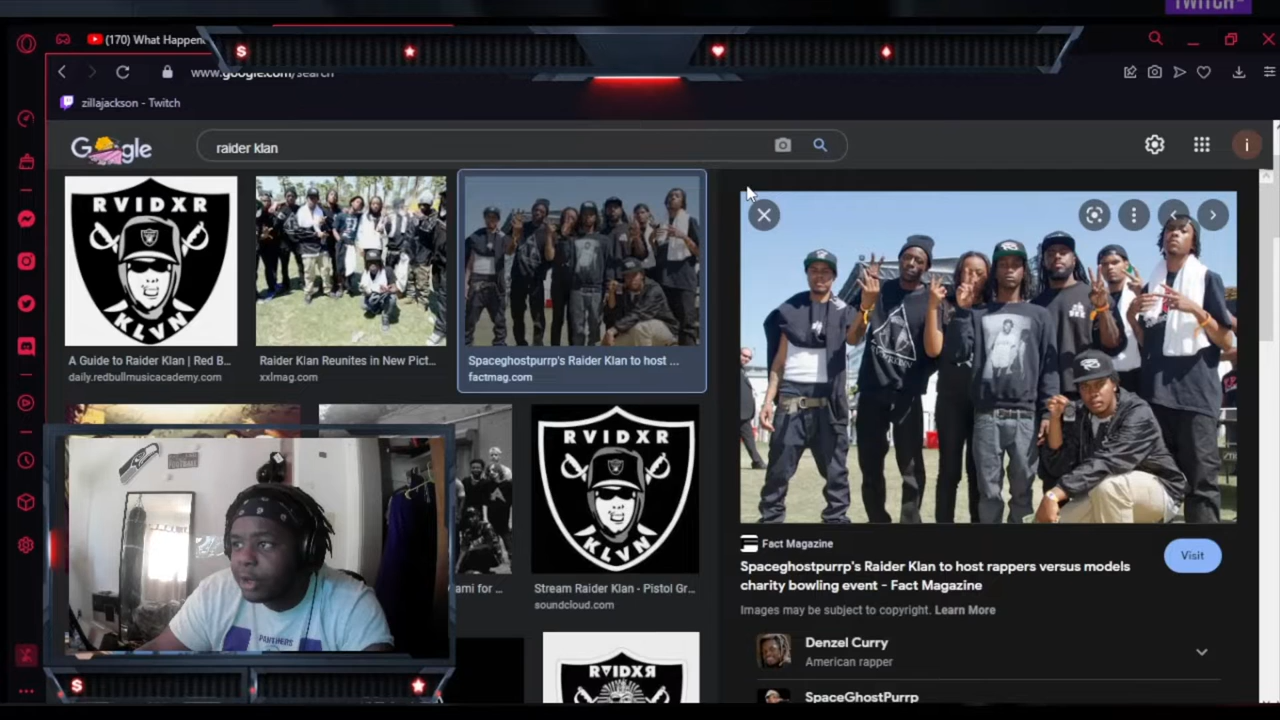 TWITCH
(170) What Happene
www.google.com/search
zillajackson - Twitch
Google
raider klan
i
RVIDXR
KLVN
A Guide to Raider Klan | Red B...
daily.redbullmusicacademy.com
Raider Klan Reunites in New Pict...
xxlmag.com
Spaceghostpurrp's Raider Klan to host ...
factmag.com
RVIDXR
KLVN
ami for ...
Stream Raider Klan - Pistol Gr...
soundcloud.com
RVIDXR
Fact Magazine
Visit
Spaceghostpurrp's Raider Klan to host rappers versus models
charity bowling event - Fact Magazine
Images may be subject to copyright. Learn More
Denzel Curry
American rapper
SpaceGhostPurrp
PANTHERS